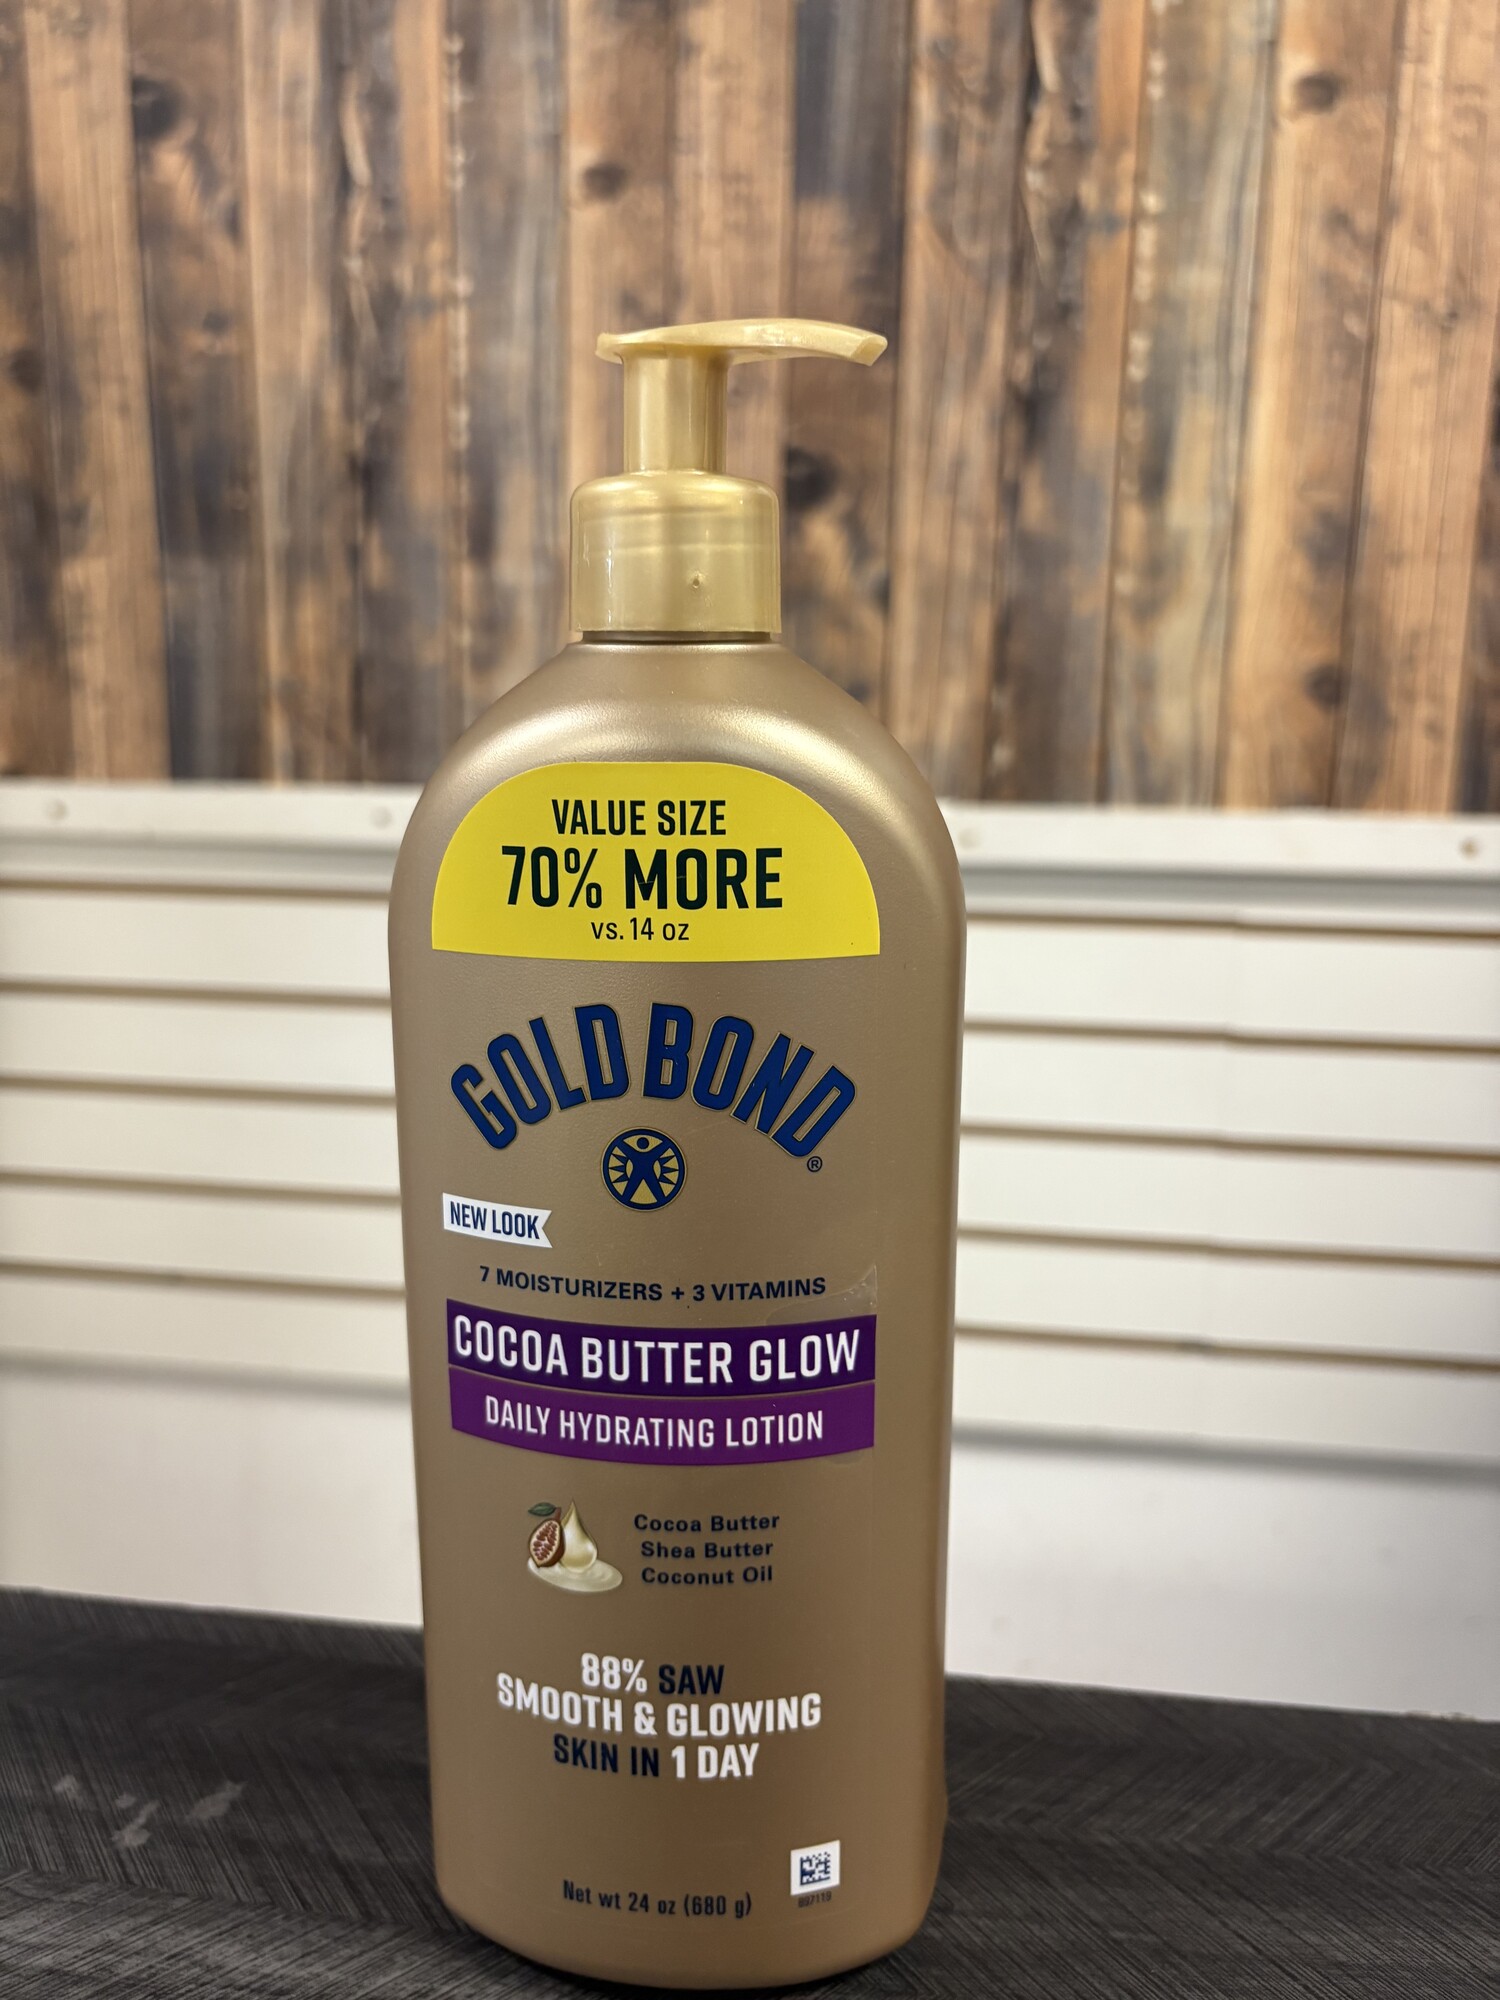 VALUE SIZE
70% MORE
vs. 14 oz
GOLD BOND®
NEW LOOK
7 MOISTURIZERS + 3 VITAMINS
COCOA BUTTER GLOW
DAILY HYDRATING LOTION
Cocoa Butter
Shea Butter
Coconut Oil
88% SAW
SMOOTH & GLOWING
SKIN IN 1 DAY
Net wt 24 oz (680 g)
897119